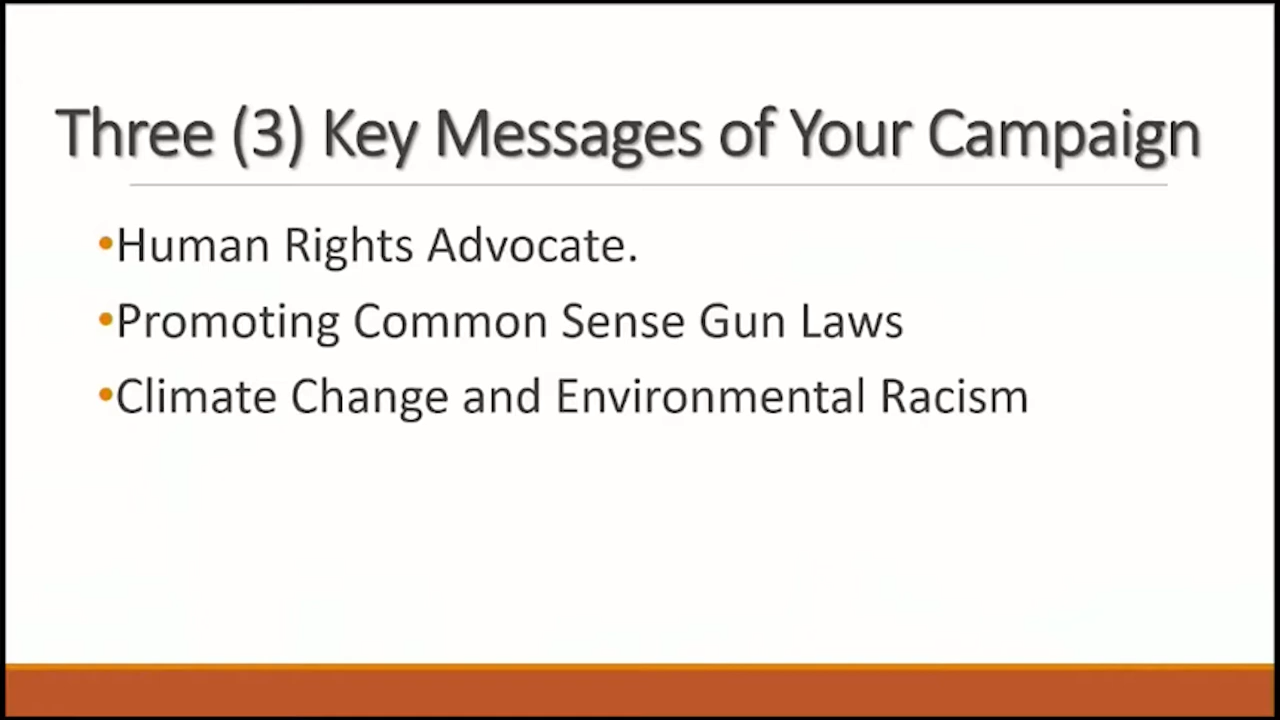 Three (3) Key Messages of Your Campaign
•Human Rights Advocate.
•Promoting Common Sense Gun Laws
•Climate Change and Environmental Racism